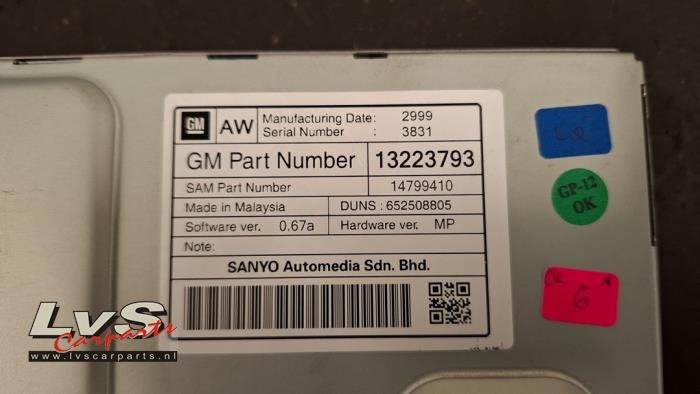 GM AW Manufacturing Date: 2999
Serial Number : 3831
GM Part Number 13223793
SAM Part Number 14799410
Made in Malaysia DUNS : 652508805
Software ver. 0.67a Hardware ver. MP
Note:
SANYO Automedia Sdn. Bhd.
GP-12
OK
6
LvS
Carparts
www.lvscarparts.nl